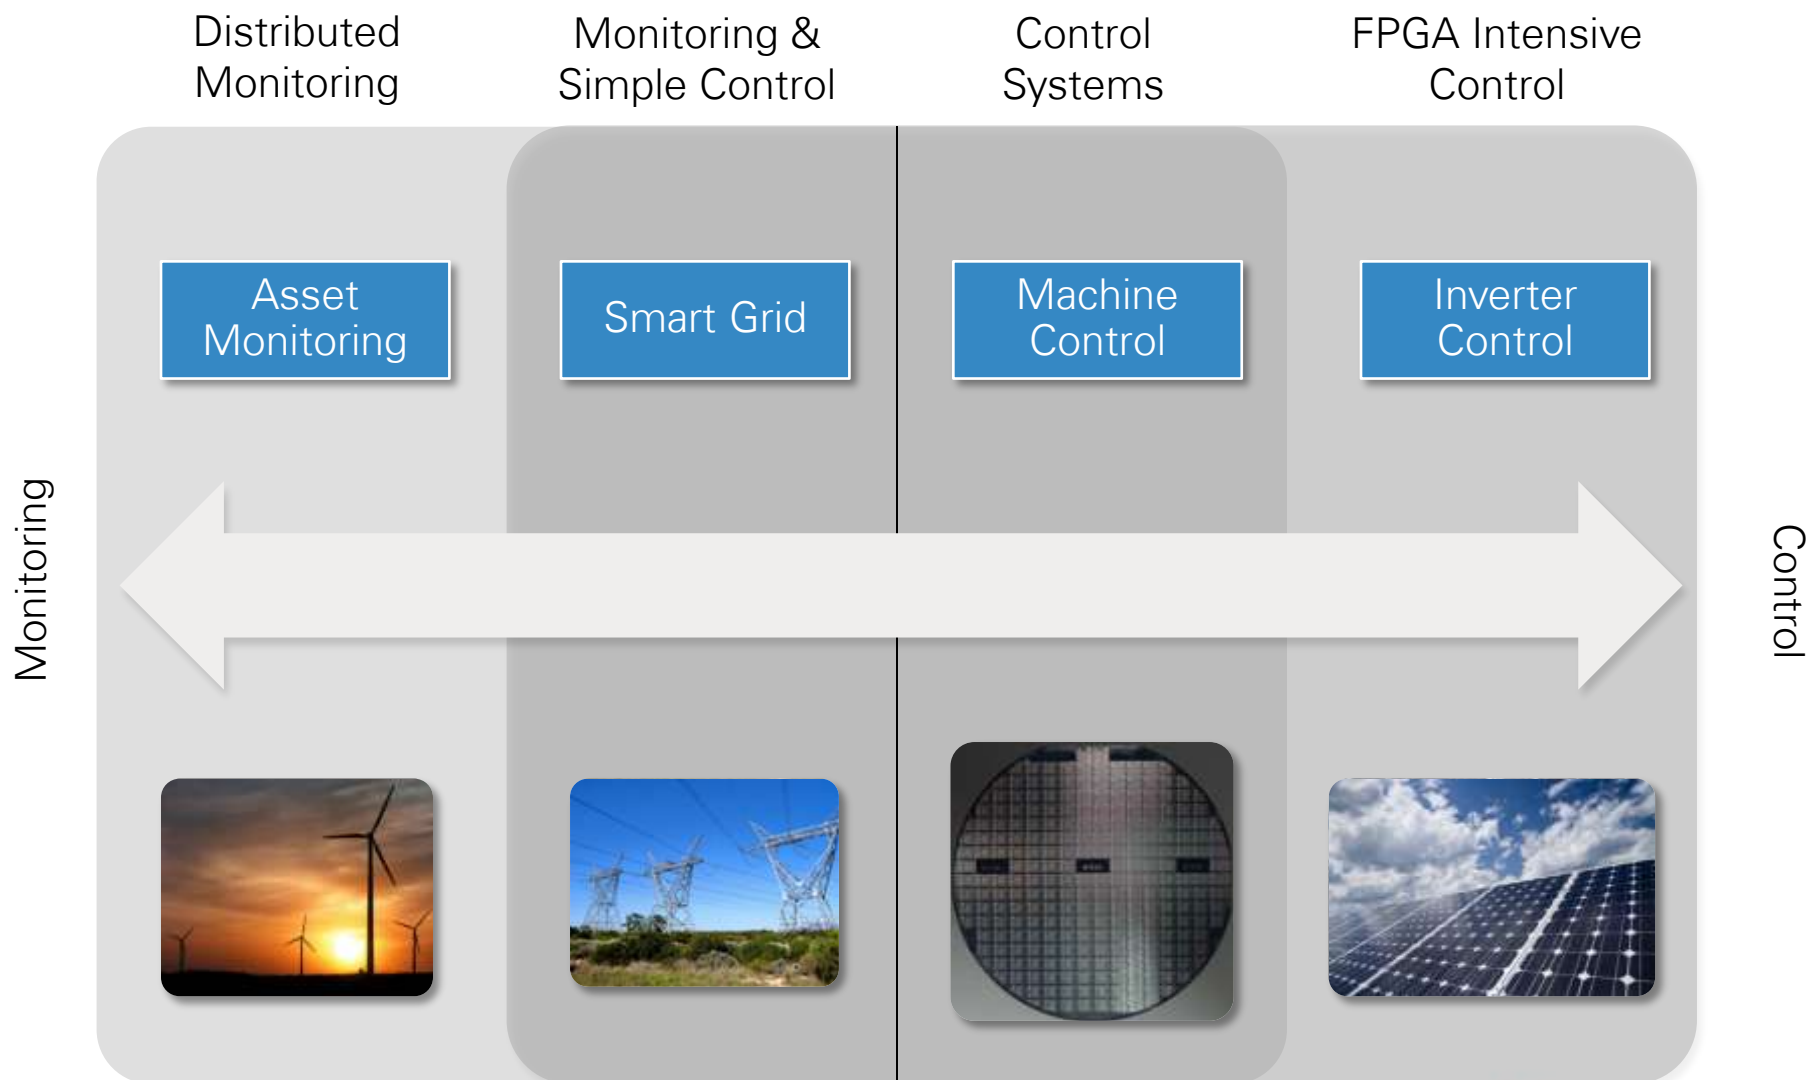 Distributed
Monitoring
Monitoring &
Simple Control
Control
Systems
FPGA Intensive
Control
Asset
Monitoring
Smart Grid
Machine
Control
Inverter
Control
Monitoring
Control